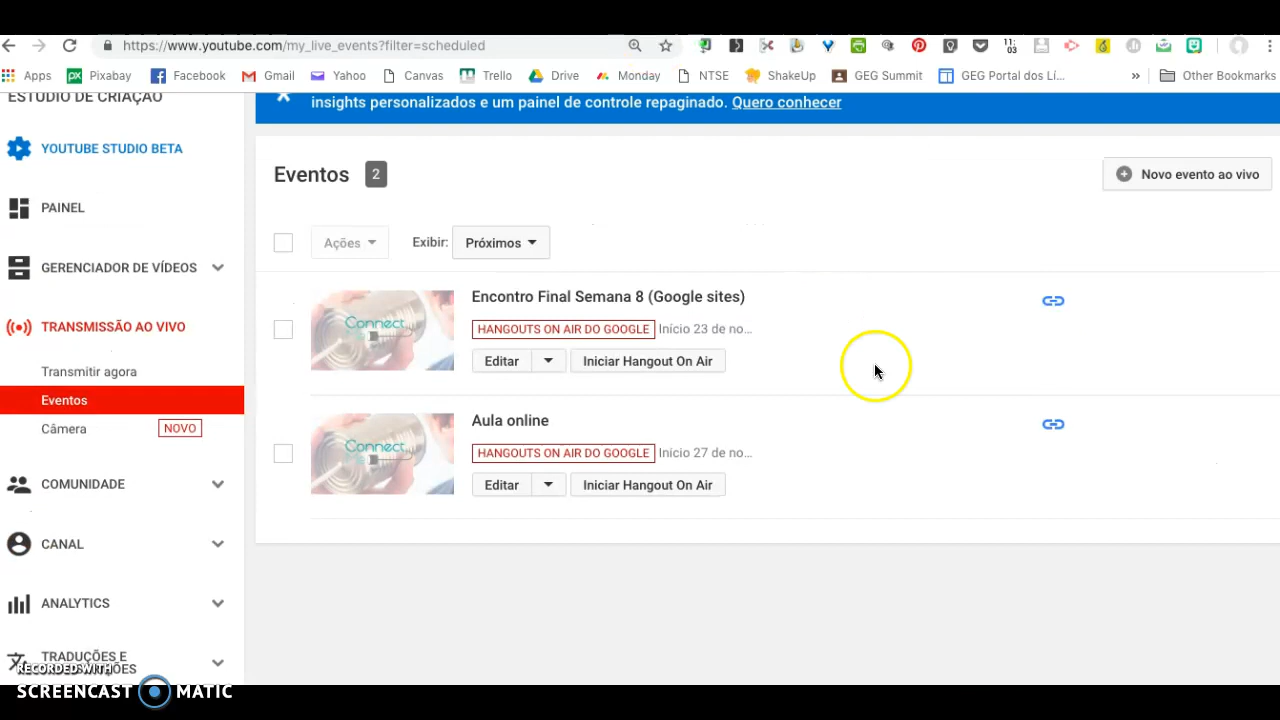 https://www.youtube.com/my_live_events?filter=scheduled
11:
03
Apps Pixabay Facebook Gmail Yahoo Canvas Trello Drive Monday NTSE ShakeUp GEG Summit GEG Portal dos Lí... » Other Bookmarks
ESTÚDIO DE CRIAÇÃO
insights personalizados e um painel de controle repaginado. Quero conhecer
YOUTUBE STUDIO BETA
Eventos 2
Novo evento ao vivo
PAINEL
Ações Exibir: Próximos
GERENCIADOR DE VÍDEOS
Encontro Final Semana 8 (Google sites)
TRANSMISSÃO AO VIVO
Connect
HANGOUTS ON AIR DO GOOGLE Início 23 de no...
Editar Iniciar Hangout On Air
Transmitir agora
Eventos
Câmera NOVO
Aula online
Connect
HANGOUTS ON AIR DO GOOGLE Início 27 de no...
Editar Iniciar Hangout On Air
COMUNIDADE
CANAL
ANALYTICS
TRADUÇÕES E
RECORDED WITH
SCREENCAST MATIC